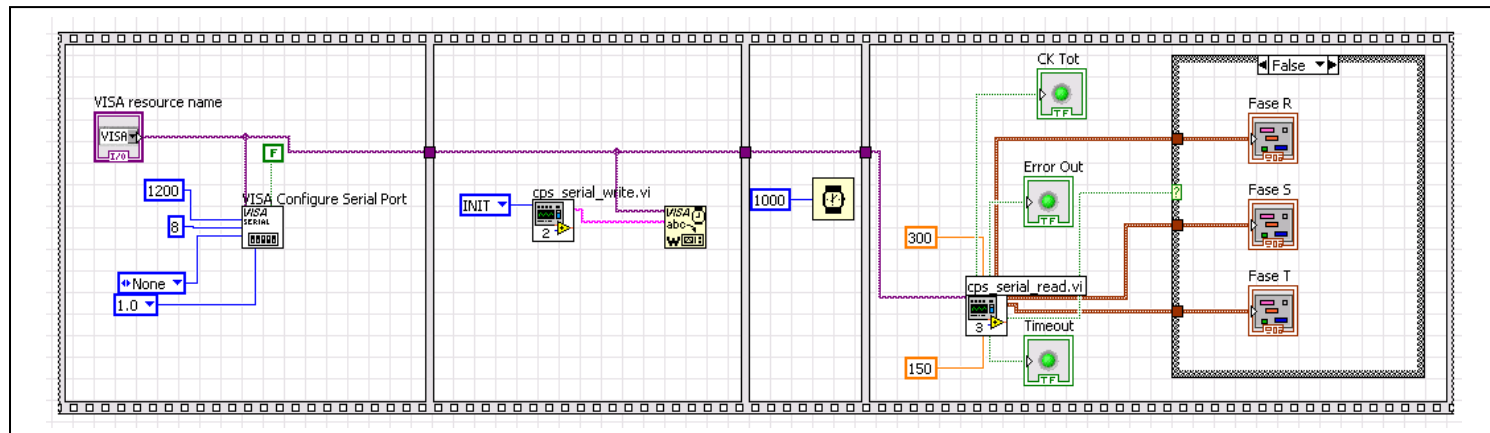 VISA resource name
VISA
I/O
F
1200
VISA Configure Serial Port
VISA
SERIAL
8
None
1.0
cps_serial_write.vi
INIT
2
VISA
abc
W
1000
CK Tot
TF
Error Out
TF
300
cps_serial_read.vi
3
Timeout
TF
150
False
?
Fase R
Fase S
Fase T